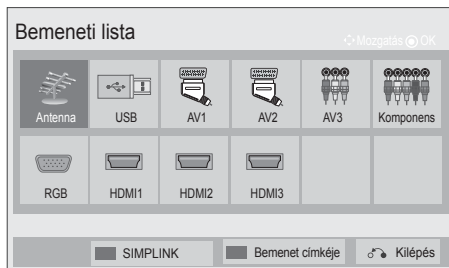 Bemeneti lista
Mozgatás OK
Antenna USB AV1 AV2 AV3 Komponens
RGB HDMI1 HDMI2 HDMI3
SIMPLINK Bemenet címkéje Kilépés